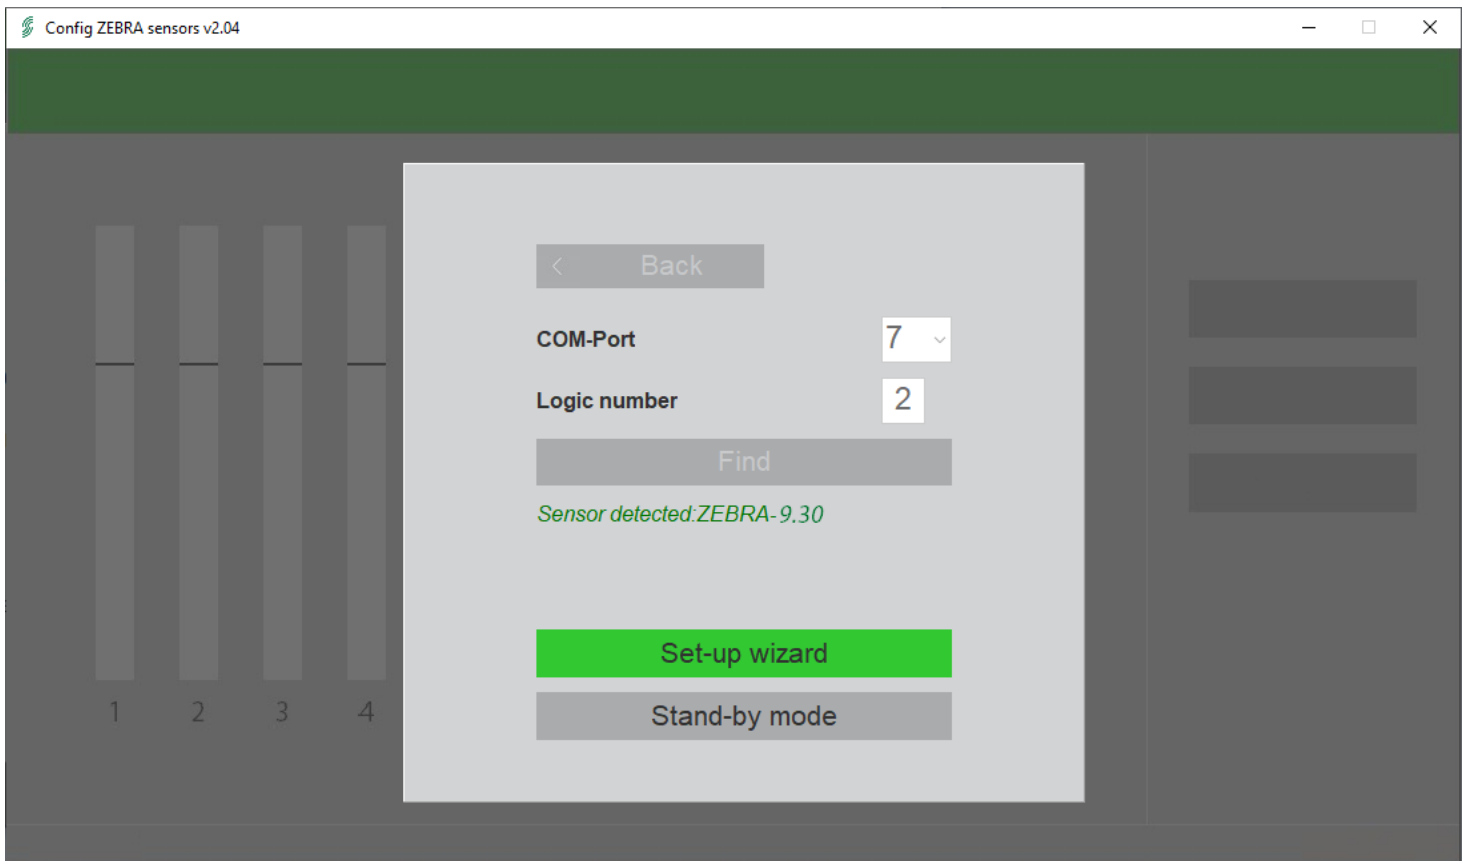 Config ZEBRA sensors v2.04
Back
COM-Port 7
Logic number 2
Find
Sensor detected:ZEBRA-9.30
Set-up wizard
Stand-by mode
1 2 3 4